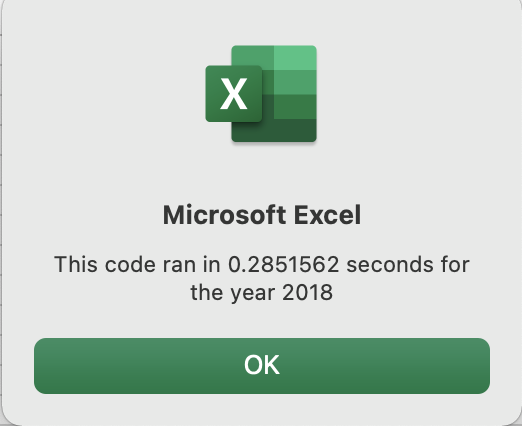 X
Microsoft Excel
This code ran in 0.2851562 seconds for
the year 2018
OK